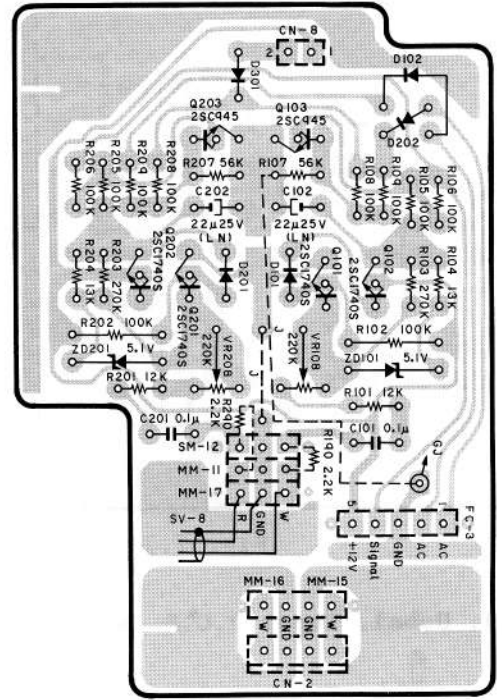 CN-8
2 1
D301
D102
Q203
2SC945
Q103
2SC945
D202
R206 100K
R205 100K
R209 100K
R208 100K
R207 56K
R107 56K
R108 100K
R109 100K
R105 100K
R106 100K
C202
22μ25V
(LN)
C102
22μ25V
(LN)
R204 13K
R203 270K
2SC1740S
Q202
Q201
2SC1740S
D201
D101
2SC1740S
Q101
Q102
2SC1740S
R103 270K
R104 13K
R202 100K
ZD201 5.1V
R201 12K
220K
VR208
J
J
220K
VR108
R102 100K
ZD101 5.1V
R101 12K
C201 0.1μ
R290 2.2K
C101 0.1μ
SM-12
MM-11
MM-17
R190 2.2K
GJ
SV-8
R
GND
W
5 1
FC-3
+12V
Signal
GND
AC
AC
MM-16 MM-15
W
GND
GND
W
CN-2